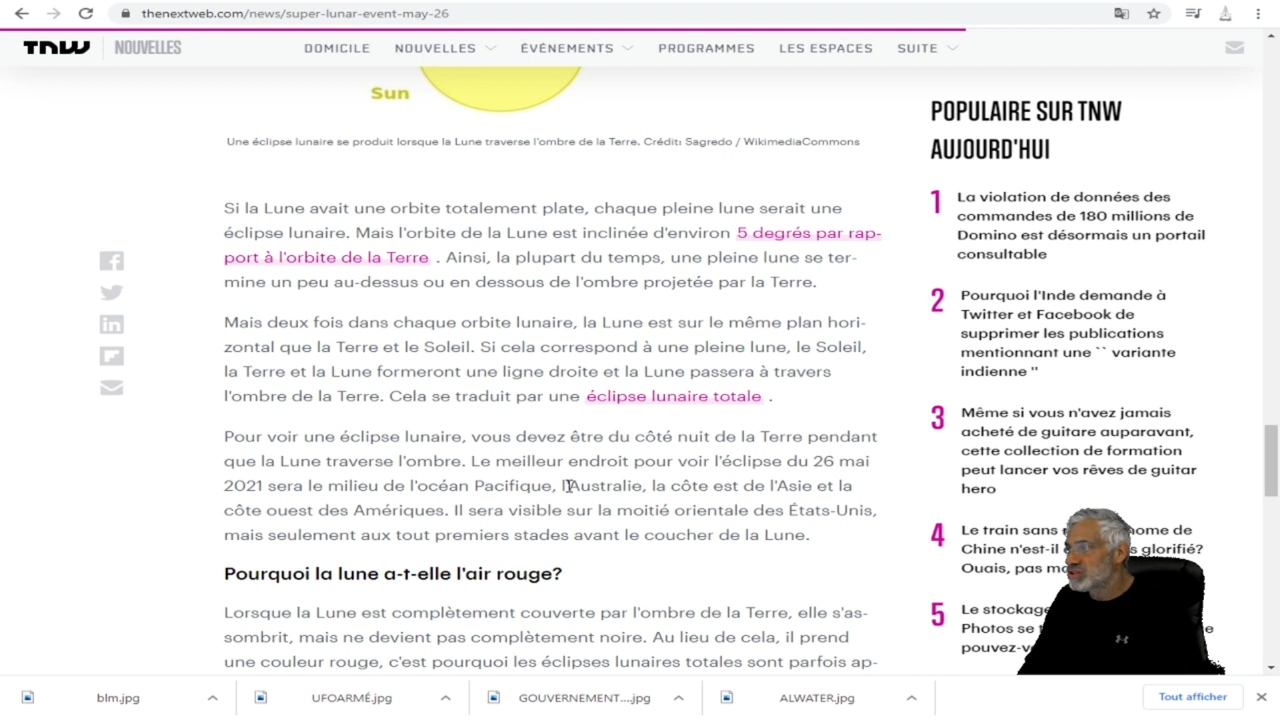 thenextweb.com/news/super-lunar-event-may-26
TNW NOUVELLES DOMICILE NOUVELLES ÉVÉNEMENTS PROGRAMMES LES ESPACES SUITE
Sun
Une éclipse lunaire se produit lorsque la Lune traverse l'ombre de la Terre. Crédit: Sagredo / WikimediaCommons
Si la Lune avait une orbite totalement plate, chaque pleine lune serait une
éclipse lunaire. Mais l'orbite de la Lune est inclinée d'environ 5 degrés par rap-
port à l'orbite de la Terre . Ainsi, la plupart du temps, une pleine lune se ter-
mine un peu au-dessus ou en dessous de l'ombre projetée par la Terre.
Mais deux fois dans chaque orbite lunaire, la Lune est sur le même plan hori-
zontal que la Terre et le Soleil. Si cela correspond à une pleine lune, le Soleil,
la Terre et la Lune formeront une ligne droite et la Lune passera à travers
l'ombre de la Terre. Cela se traduit par une éclipse lunaire totale .
Pour voir une éclipse lunaire, vous devez être du côté nuit de la Terre pendant
que la Lune traverse l'ombre. Le meilleur endroit pour voir l'éclipse du 26 mai
2021 sera le milieu de l'océan Pacifique, l'Australie, la côte est de l'Asie et la
côte ouest des Amériques. Il sera visible sur la moitié orientale des États-Unis,
mais seulement aux tout premiers stades avant le coucher de la Lune.
Pourquoi la lune a-t-elle l'air rouge?
Lorsque la Lune est complètement couverte par l'ombre de la Terre, elle s'as-
sombrit, mais ne devient pas complètement noire. Au lieu de cela, il prend
une couleur rouge, c'est pourquoi les éclipses lunaires totales sont parfois ap-
POPULAIRE SUR TNW
AUJOURD'HUI
1 La violation de données des
commandes de 180 millions de
Domino est désormais un portail
consultable
2 Pourquoi l'Inde demande à
Twitter et Facebook de
supprimer les publications
mentionnant une `` variante
indienne ''
3 Même si vous n'avez jamais
acheté de guitare auparavant,
cette collection de formation
peut lancer vos rêves de guitar
hero
4 Le train sans nome de
Chine n'est-il s glorifié?
Ouais, pas
5 Le stockage
Photos se
pouvez-v
blm.jpg UFOARMÉ.jpg GOUVERNEMENT....jpg ALWATER.jpg Tout afficher